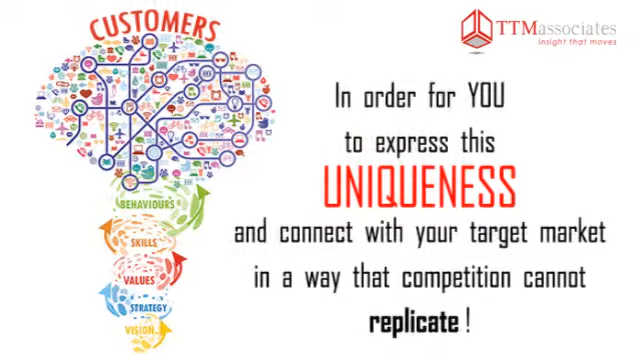 CUSTOMERS
BEHAVIOURS
SKILLS
VALUES
STRATEGY
VISION
TTMassociates
insight that moves
In order for YOU
to express this
UNIQUENESS
and connect with your target market
in a way that competition cannot
replicate!